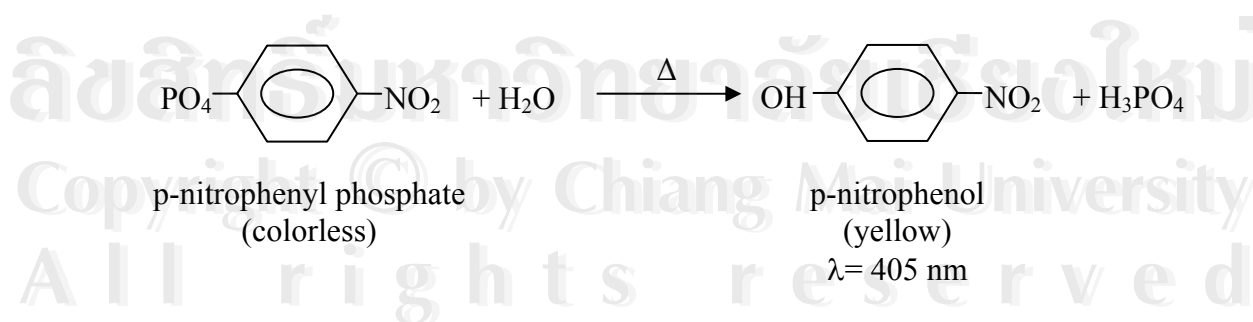 ลิขสิทธิ์มหาวิทยาลัยเชียงใหม่
Δ
PO₄ NO₂ + H₂O OH NO₂ + H₃PO₄
Copyright © by Chiang Mai University
p-nitrophenyl phosphate p-nitrophenol
(colorless) (yellow)
λ= 405 nm
All rights reserved